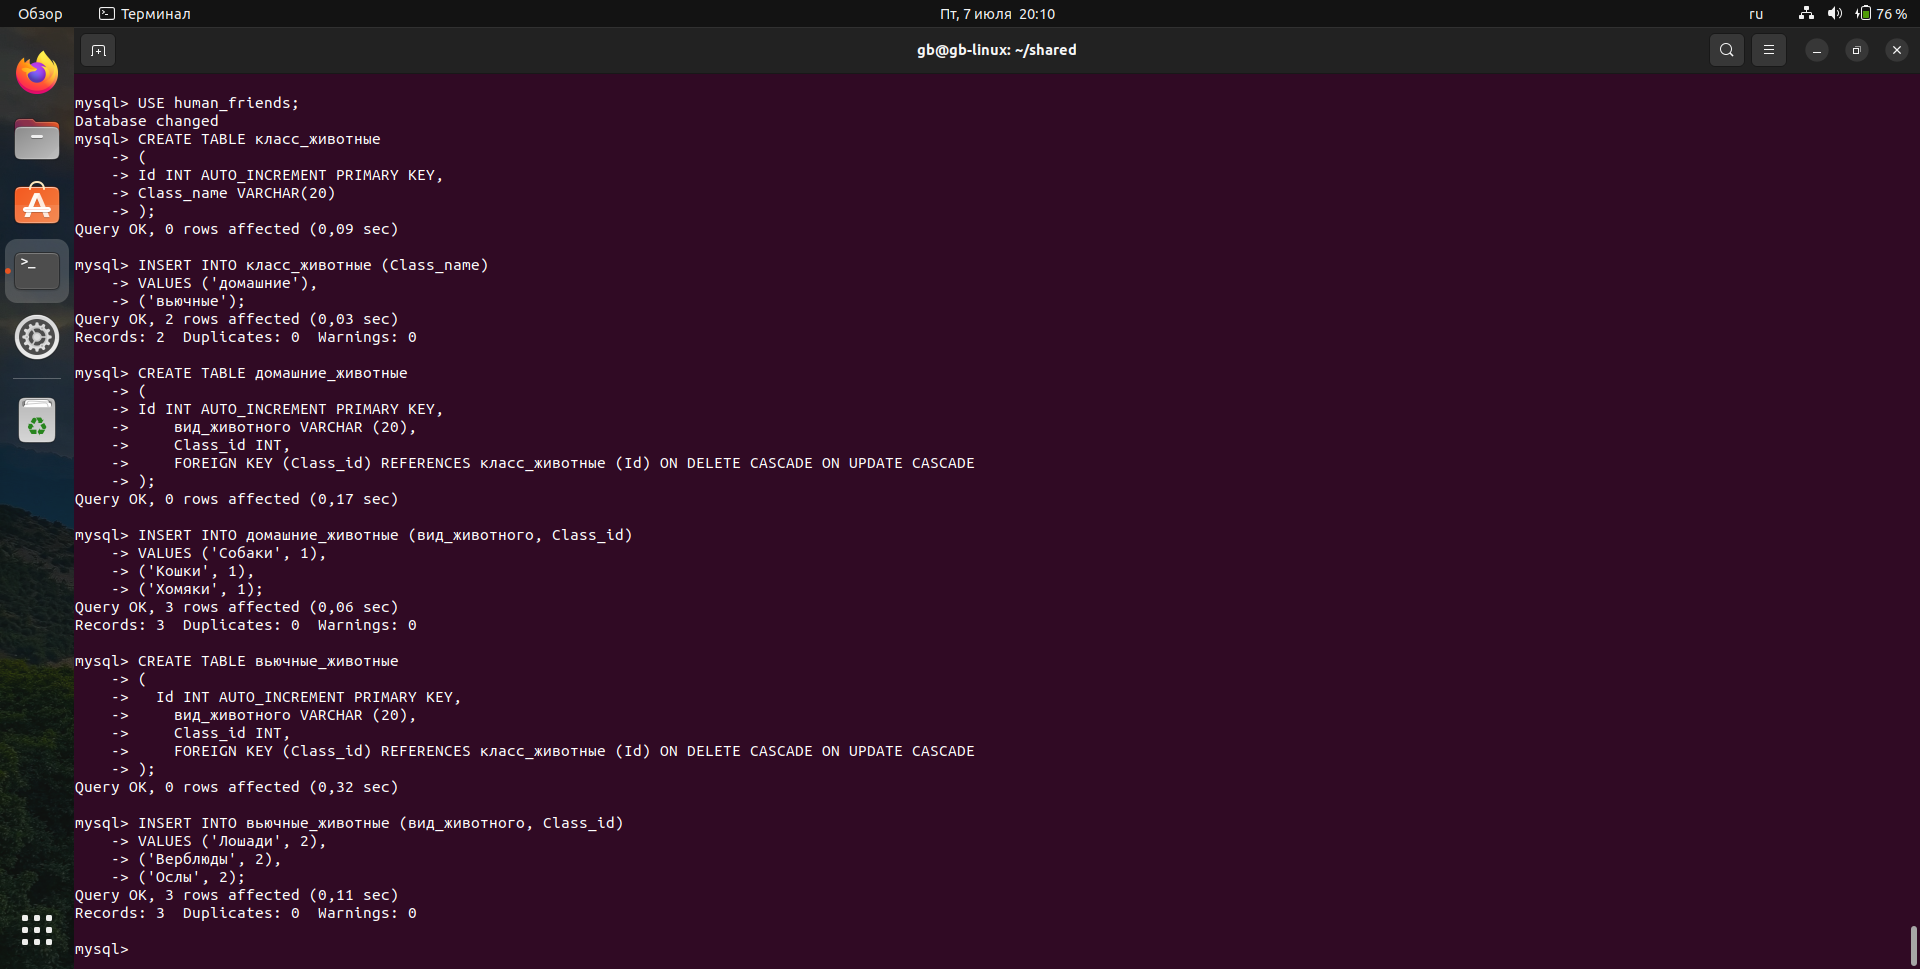 Обзор
Терминал
Пт, 7 июля 20:10
ru
76 %
gb@gb-linux: ~/shared
mysql> USE human_friends;
Database changed
mysql> CREATE TABLE класс_животные
    -> (
    -> Id INT AUTO_INCREMENT PRIMARY KEY,
    -> Class_name VARCHAR(20)
    -> );
Query OK, 0 rows affected (0,09 sec)
mysql> INSERT INTO класс_животные (Class_name)
    -> VALUES ('домашние'),
    -> ('вьючные');
Query OK, 2 rows affected (0,03 sec)
Records: 2  Duplicates: 0  Warnings: 0
mysql> CREATE TABLE домашние_животные
    -> (
    -> Id INT AUTO_INCREMENT PRIMARY KEY,
    ->     вид_животного VARCHAR (20),
    ->     Class_id INT,
    ->     FOREIGN KEY (Class_id) REFERENCES класс_животные (Id) ON DELETE CASCADE ON UPDATE CASCADE
    -> );
Query OK, 0 rows affected (0,17 sec)
mysql> INSERT INTO домашние_животные (вид_животного, Class_id)
    -> VALUES ('Собаки', 1),
    -> ('Кошки', 1),
    -> ('Хомяки', 1);
Query OK, 3 rows affected (0,06 sec)
Records: 3  Duplicates: 0  Warnings: 0
mysql> CREATE TABLE вьючные_животные
    -> (
    ->   Id INT AUTO_INCREMENT PRIMARY KEY,
    ->     вид_животного VARCHAR (20),
    ->     Class_id INT,
    ->     FOREIGN KEY (Class_id) REFERENCES класс_животные (Id) ON DELETE CASCADE ON UPDATE CASCADE
    -> );
Query OK, 0 rows affected (0,32 sec)
mysql> INSERT INTO вьючные_животные (вид_животного, Class_id)
    -> VALUES ('Лошади', 2),
    -> ('Верблюды', 2),
    -> ('Ослы', 2);
Query OK, 3 rows affected (0,11 sec)
Records: 3  Duplicates: 0  Warnings: 0
mysql>